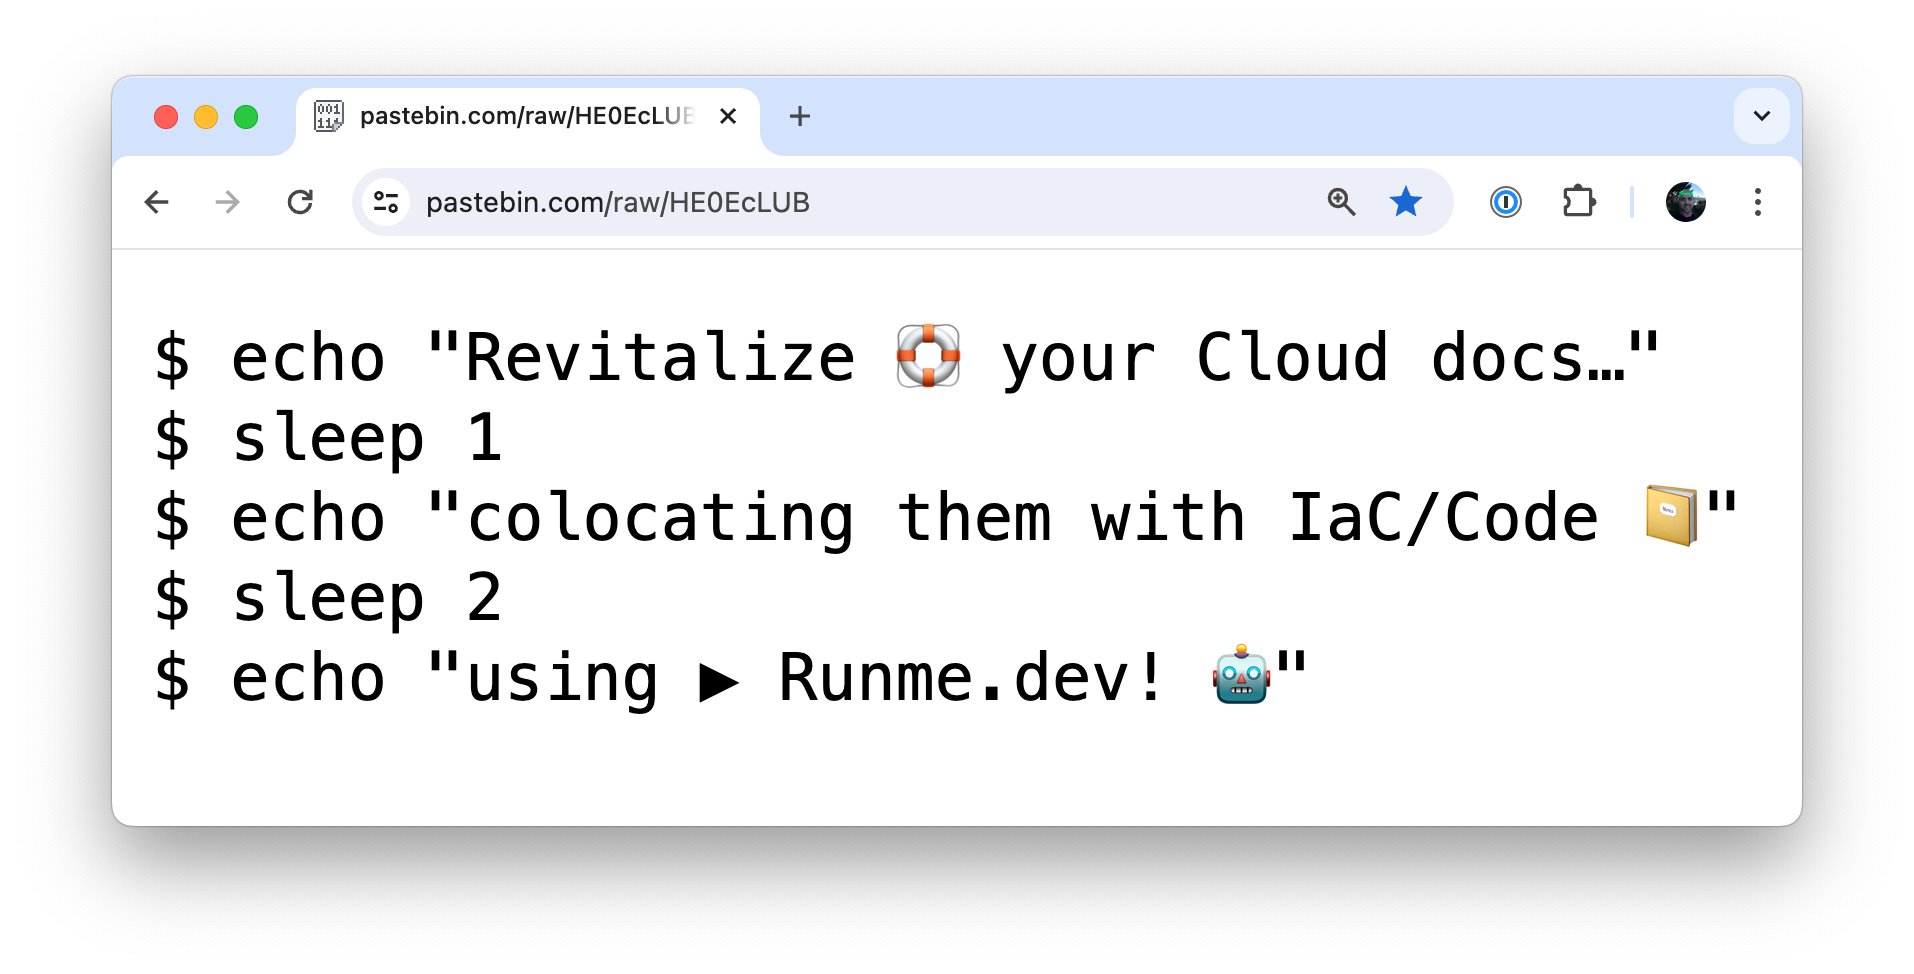 pastebin.com/raw/HE0EcLUB
pastebin.com/raw/HE0EcLUB
$ echo "Revitalize 🛟 your Cloud docs…"
$ sleep 1
$ echo "colocating them with IaC/Code 📒"
$ sleep 2
$ echo "using ▶ Runme.dev! 🤖"